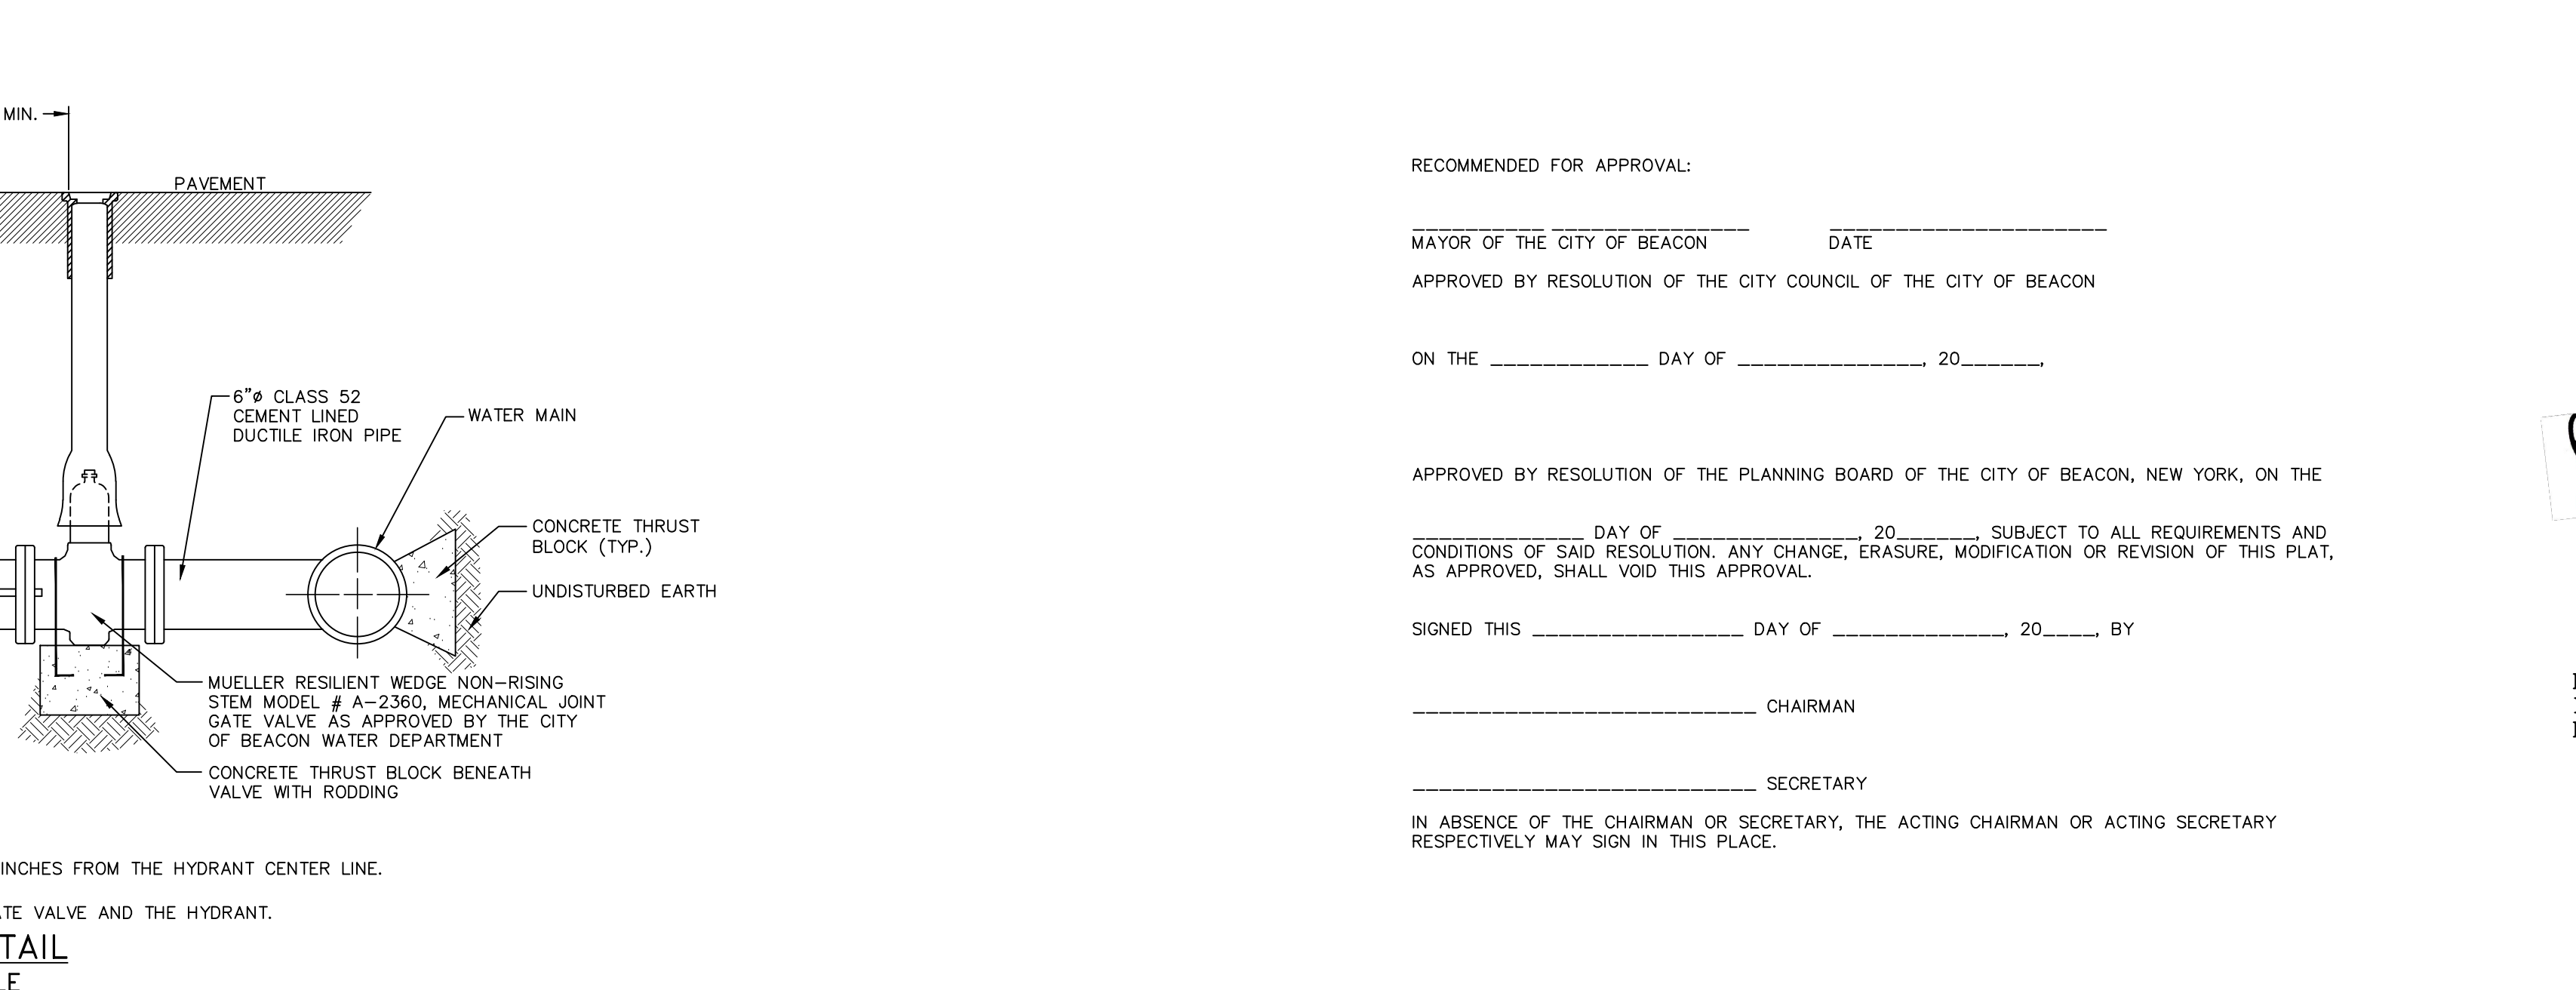 MIN.
PAVEMENT
6"ø CLASS 52
CEMENT LINED
DUCTILE IRON PIPE
WATER MAIN
CONCRETE THRUST
BLOCK (TYP.)
UNDISTURBED EARTH
MUELLER RESILIENT WEDGE NON-RISING
STEM MODEL # A-2360, MECHANICAL JOINT
GATE VALVE AS APPROVED BY THE CITY
OF BEACON WATER DEPARTMENT
CONCRETE THRUST BLOCK BENEATH
VALVE WITH RODDING
INCHES FROM THE HYDRANT CENTER LINE.
TE VALVE AND THE HYDRANT.
TAIL
LE
RECOMMENDED FOR APPROVAL:
__________ _______________ _____________________
MAYOR OF THE CITY OF BEACON DATE
APPROVED BY RESOLUTION OF THE CITY COUNCIL OF THE CITY OF BEACON
ON THE ____________ DAY OF ______________, 20______,
APPROVED BY RESOLUTION OF THE PLANNING BOARD OF THE CITY OF BEACON, NEW YORK, ON THE
_____________ DAY OF ______________, 20______, SUBJECT TO ALL REQUIREMENTS AND
CONDITIONS OF SAID RESOLUTION. ANY CHANGE, ERASURE, MODIFICATION OR REVISION OF THIS PLAT,
AS APPROVED, SHALL VOID THIS APPROVAL.
SIGNED THIS ________________ DAY OF _____________, 20____, BY
__________________________ CHAIRMAN
__________________________ SECRETARY
IN ABSENCE OF THE CHAIRMAN OR SECRETARY, THE ACTING CHAIRMAN OR ACTING SECRETARY
RESPECTIVELY MAY SIGN IN THIS PLACE.